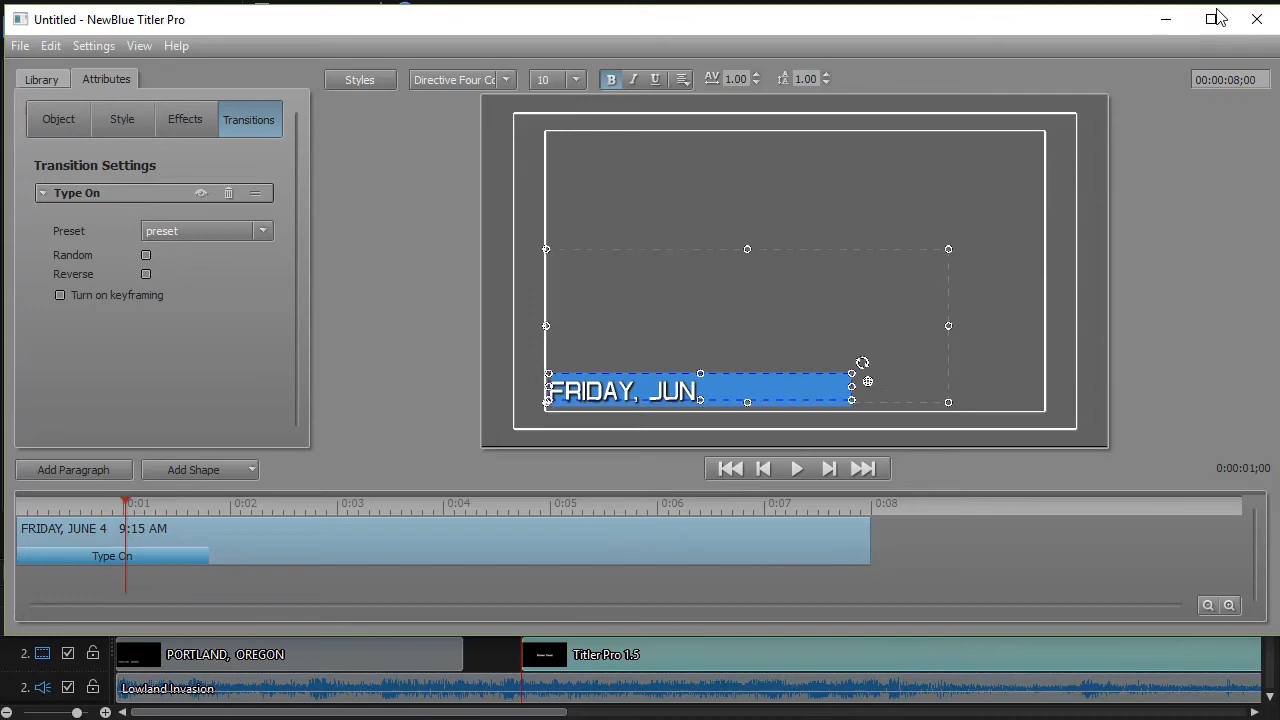 Untitled - NewBlue Titler Pro
File Edit Settings View Help
Library Attributes Styles Directive Four Cc 10 B I U AV 1.00 A 1.00 00:00:08;00
Object Style Effects Transitions
Transition Settings
Type On
Preset preset
Random
Reverse
Turn on keyframing
FRIDAY, JUN
Add Paragraph Add Shape 0:00:01;00
0:01 0:02 0:03 0:04 0:05 0:06 0:07 0:08
FRIDAY, JUNE 4 9:15 AM
Type On
2. PORTLAND, OREGON Titler Pro 1.5
2. Lowland Invasion